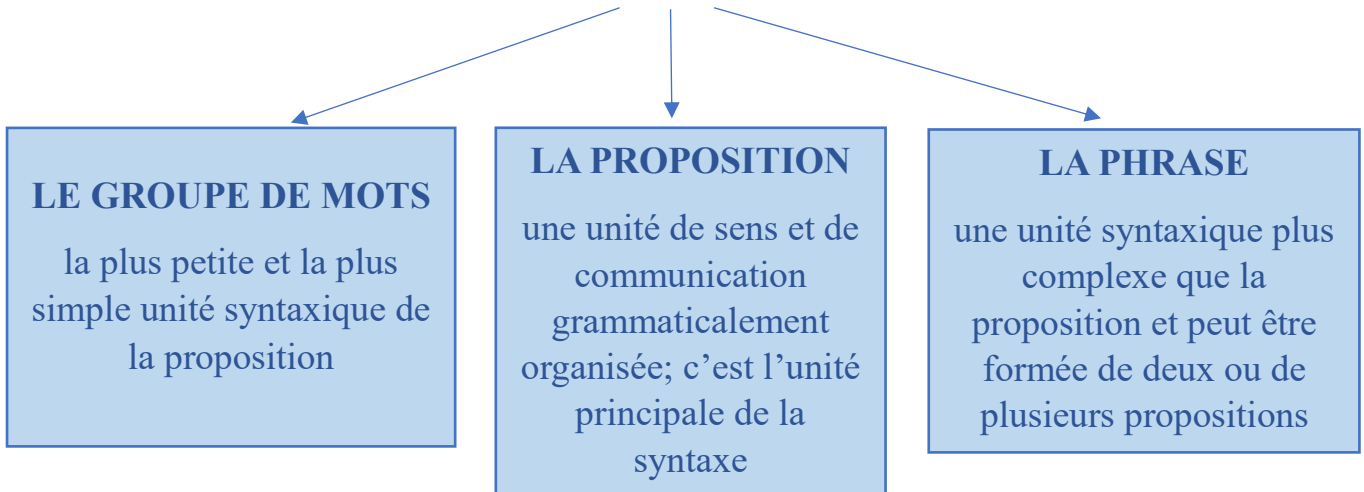 LE GROUPE DE MOTS
la plus petite et la plus
simple unité syntaxique de
la proposition
LA PROPOSITION
une unité de sens et de
communication
grammaticalement
organisée; c’est l’unité
principale de la
syntaxe
LA PHRASE
une unité syntaxique plus
complexe que la
proposition et peut être
formée de deux ou de
plusieurs propositions